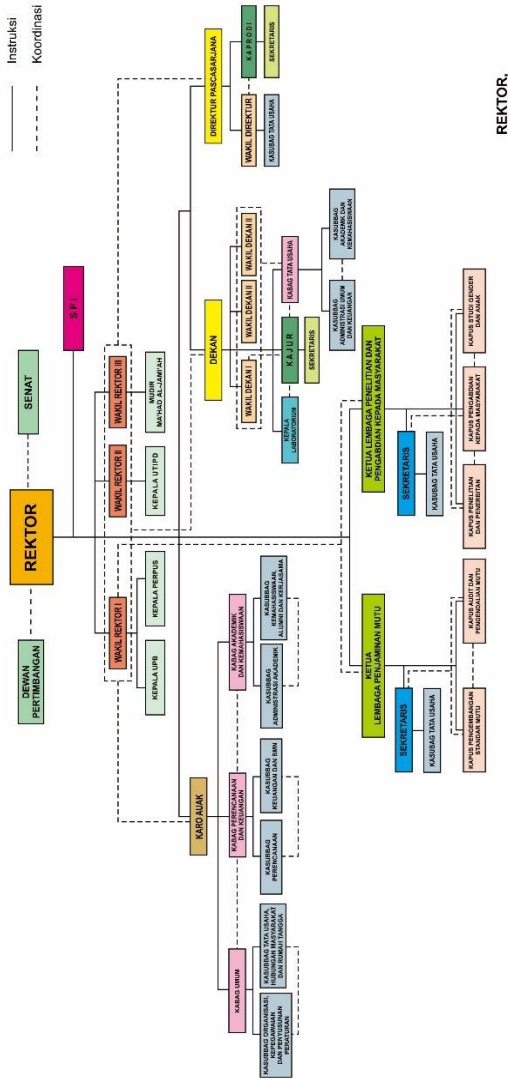 Instruksi
Koordinasi
DEWAN
PERTIMBANGAN
REKTOR
SENAT
S P I
WAKIL REKTOR I
WAKIL REKTOR II
WAKIL REKTOR III
KEPALA UPB
KEPALA PERPUS
KEPALA UTIPD
MUDIR
MA'HAD AL-JAMI'AH
KARO AUAK
DEKAN
DIREKTUR PASCASARJANA
KABAG UMUM
KABAG PERENCANAAN
DAN KEUANGAN
KABAG AKADEMIK
DAN KEMAHASISWAAN
WAKIL DEKAN I
WAKIL DEKAN II
WAKIL DEKAN II
WAKIL DIREKTUR
K A P R O D I
KASUBAG TATA USAHA
SEKRETARIS
KASUBBAG ORGANISASI,
KEPEGAWAIAN
DAN PENYUSUNAN
PERATURAN
KASUBBAG TATA USAHA,
HUBUNGAN MASYARAKAT
DAN RUMAH TANGGA
KASUBBAG
PERENCANAAN
KASUBBAG
KEUANGAN DAN BMN
KASUBBAG
ADMINISTRASI AKADEMIK
KASUBBAG
KEMAHASISWAAN,
ALUMNI DAN KERJASAMA
KEPALA
LABORATORIUM
K A J U R
KABAG TATA USAHA
SEKRETARIS
KASUBBAG
ADMINISTRASI UMUM
DAN KEUANGAN
KASUBBAG
AKADEMIK DAN
KEMAHASISWAAN
KETUA
LEMBAGA PENJAMINAN MUTU
KETUA LEMBAGA PENELITIAN DAN
PENGABDIAN KEPADA MASYARAKAT
SEKRETARIS
KASUBAG TATA USAHA
SEKRETARIS
KASUBAG TATA USAHA
KAPUS PENGEMBANGAN
STANDAR MUTU
KAPUS AUDIT DAN
PENGENDALIAN MUTU
KAPUS PENELITIAN
DAN PENERBITAN
KAPUS PENGABDIAN
KEPADA MASYARAKAT
KAPUS STUDI GENDER
DAN ANAK
REKTOR,